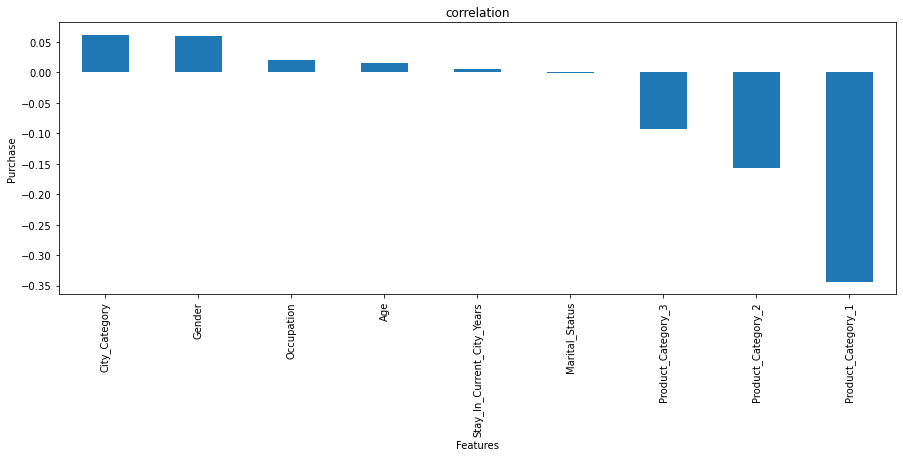 correlation
0.05
0.00
−0.05
−0.10
−0.15
−0.20
−0.25
−0.30
−0.35
Purchase
City_Category
Gender
Occupation
Age
Stay_In_Current_City_Years
Marital_Status
Product_Category_3
Product_Category_2
Product_Category_1
Features